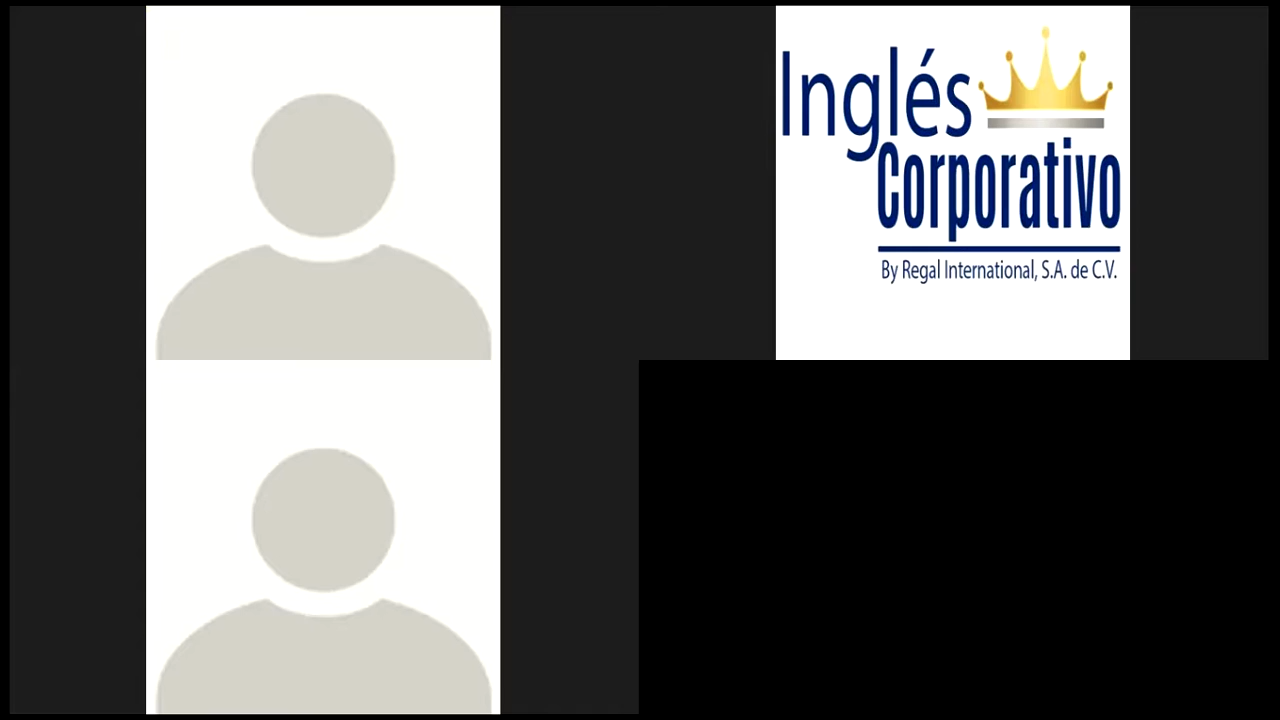 Inglés
Corporativo
By Regal International, S.A. de C.V.